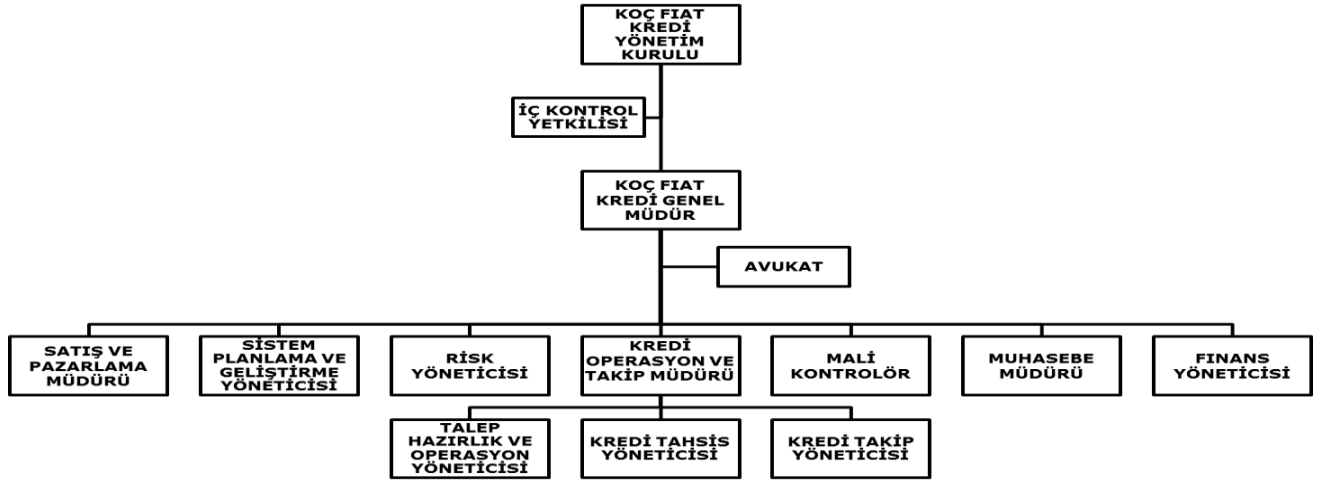 KOÇ FIAT
KREDİ
YÖNETİM
KURULU
İÇ KONTROL
YETKİLİSİ
KOÇ FIAT
KREDİ GENEL
MÜDÜR
AVUKAT
SATIŞ VE
PAZARLAMA
MÜDÜRÜ
SİSTEM
PLANLAMA VE
GELİŞTİRME
YÖNETİCİSİ
RİSK
YÖNETİCİSİ
KREDİ
OPERASYON VE
TAKİP MÜDÜRÜ
MALİ
KONTROLÖR
MUHASEBE
MÜDÜRÜ
FINANS
YÖNETİCİSİ
TALEP
HAZIRLIK VE
OPERASYON
YÖNETİCİSİ
KREDİ TAHSİS
YÖNETİCİSİ
KREDİ TAKİP
YÖNETİCİSİ